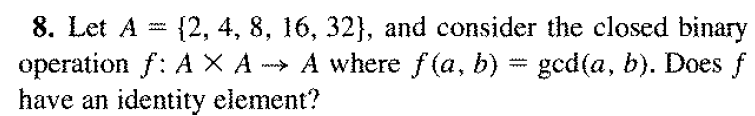 8. Let A = {2, 4, 8, 16, 32}, and consider the closed binary
operation f: A × A → A where f(a, b) = gcd(a, b). Does f
have an identity element?